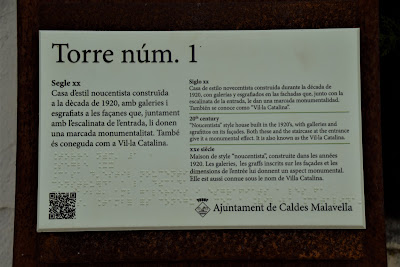 Torre núm. 1
Segle xx
Casa d'estil noucentista construïda
a la dècada de 1920, amb galeries i
esgrafiats a les façanes que, juntament
amb l'escalinata de l'entrada, li donen
una marcada monumentalitat. També
és coneguda com a Vil·la Catalina.
Siglo xx
Casa de estilo novecentista construida durante la década de
1920, con galerías y esgrafiados en las fachadas que, junto con la
escalinata de la entrada, le dan una marcada monumentalidad.
También se conoce como "Vil·la Catalina".
20th century
"Noucentista" style house built in the 1920's, with galleries and
sgrafitos on its façades. Both these and the staircase at the entrance
give it a monumental effect. It is also known as the Vil·la Catalina.
xxe siècle
Maison de style "noucentista", construite dans les années
1920. Les galeries, les graffs inscrits sur les façades et les
dimensions de l'entrée lui donnent un aspect monumental.
Elle est aussi connue sous le nom de Villa Catalina.
Ajuntament de Caldes Malavella